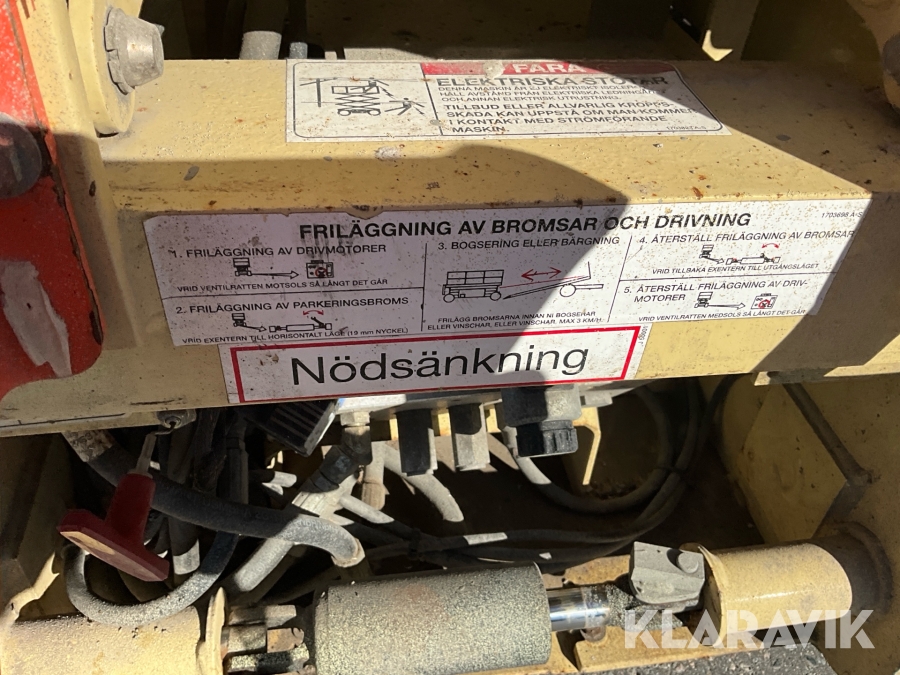 FARA
ELEKTRISKA STÖTAR
DENNA MASKIN ÄR EJ ELEKTRISKT ISOLERAD
HÅLL AVSTÅND FRÅN ELEKTRISKA LEDNINGAR
OCH ANNAN ELEKTRISK UTRUSTNING.
TILLBUD ELLER ALLVARLIG KROPPS-
SKADA KAN UPPSTÅ OM MAN KOMMER
I KONTAKT MED STRÖMFÖRANDE
MASKIN.
FRILÄGGNING AV BROMSAR OCH DRIVNING
1703698 A-S
1. FRILÄGGNING AV DRIVMOTORER
VRID VENTILRATTEN MOTSOLS SÅ LÅNGT DET GÅR
2. FRILÄGGNING AV PARKERINGSBROMS
VRID EXENTERN TILL HORISONTALT LÄGE (19 mm NYCKEL)
3. BOGSERING ELLER BÄRGNING
FRILÄGG BROMSARNA INNAN NI BOGSERAR
ELLER VINSCHAR, ELLER VINSCHAR. MAX 3 KM/H.
4. ÅTERSTÄLL FRILÄGGNING AV BROMSAR
VRID TILLBAKA EXENTERN TILL UTGÅNGSLÄGET
5. ÅTERSTÄLL FRILÄGGNING AV DRIV-
MOTORER
VRID VENTILRATTEN MEDSOLS SÅ LÅNGT DET GÅR
Nödsänkning
KLARAVIK